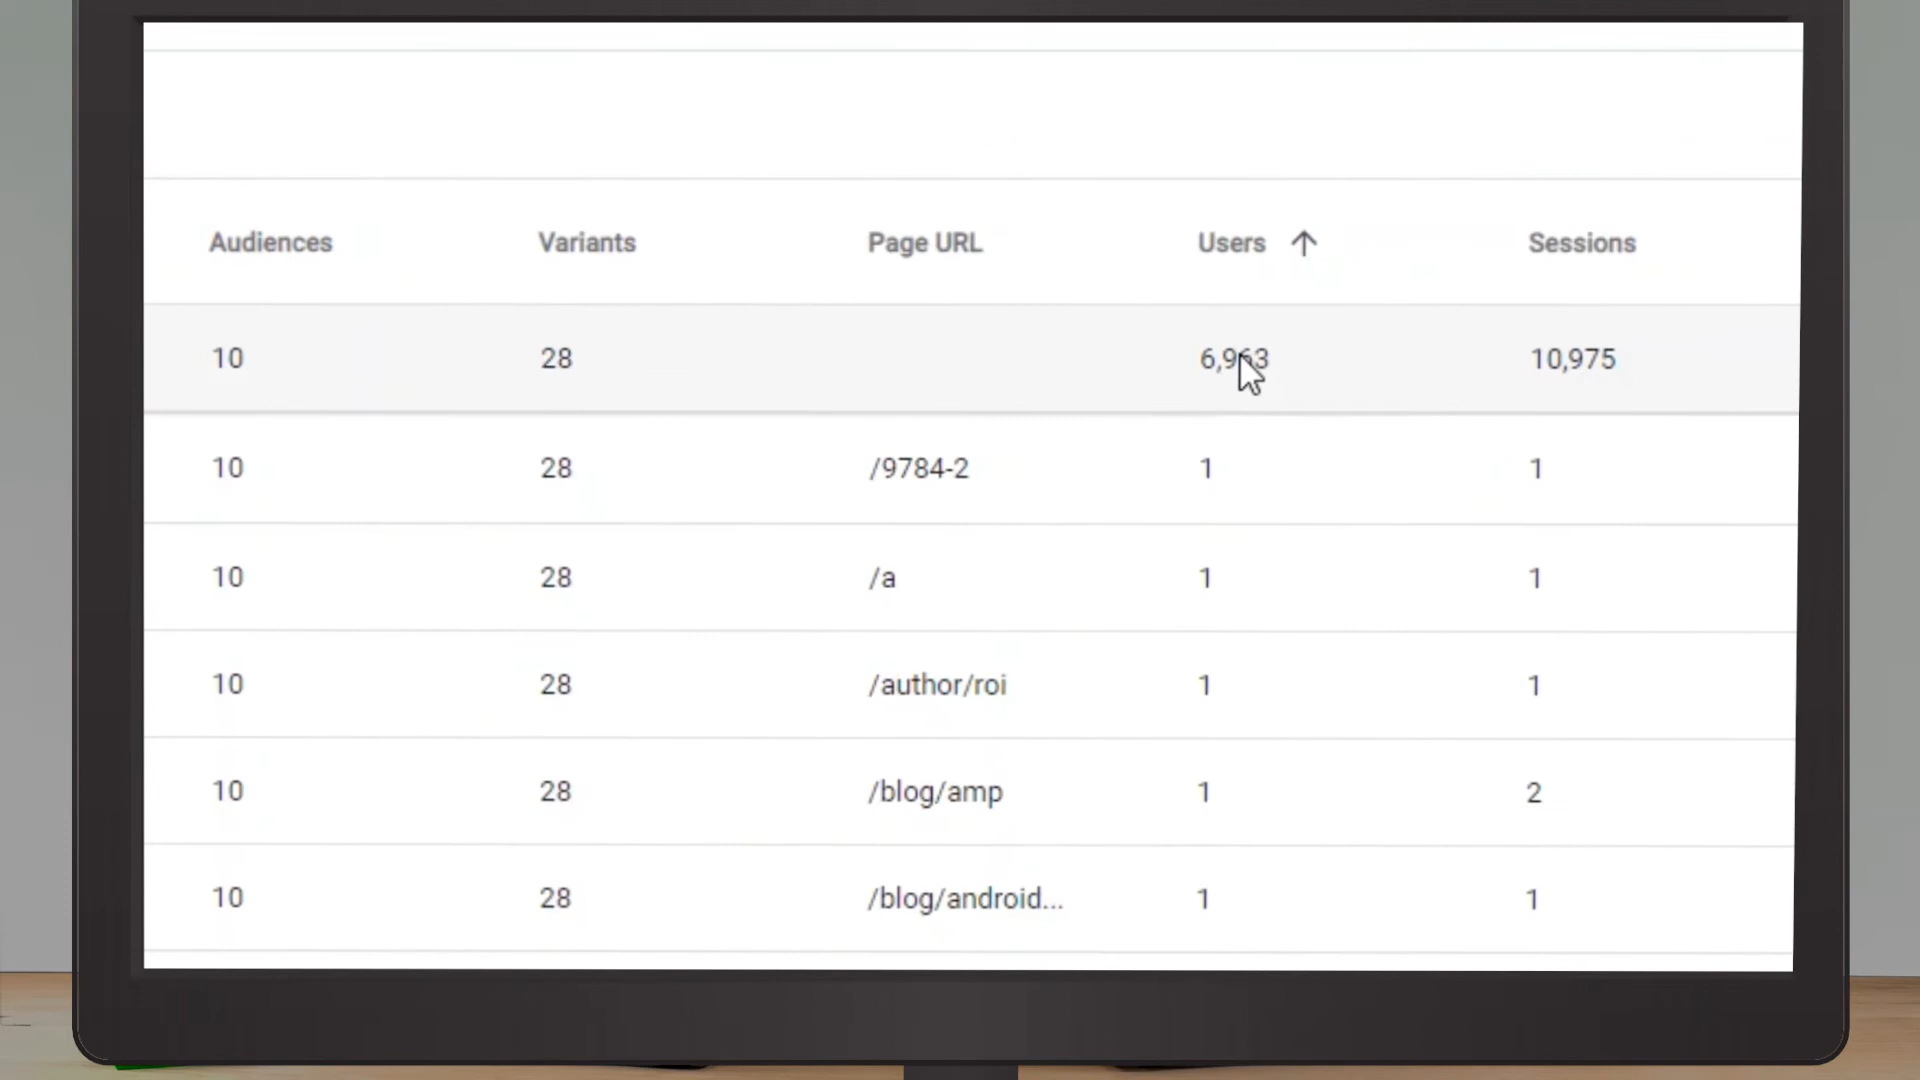 Audiences Variants Page URL Users ↑ Sessions
10 28 6,963 10,975
10 28 /9784-2 1 1
10 28 /a 1 1
10 28 /author/roi 1 1
10 28 /blog/amp 1 2
10 28 /blog/android... 1 1